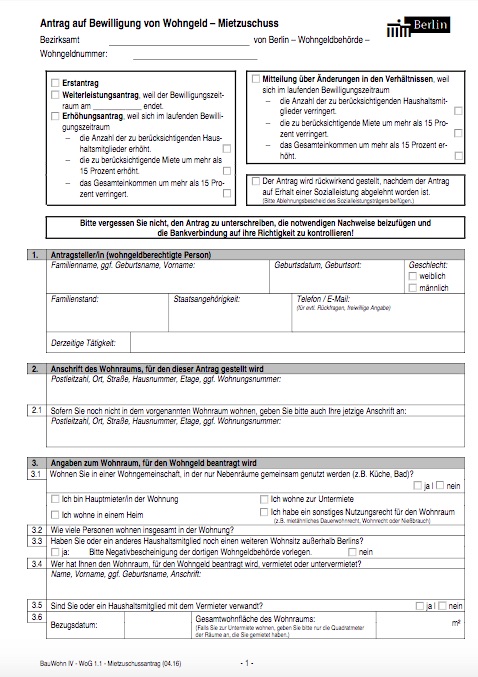 Antrag auf Bewilligung von Wohngeld – Mietzuschuss
Berlin
Bezirksamt von Berlin – Wohngeldbehörde –
Wohngeldnummer:
Erstantrag
Weiterleistungsantrag, weil der Bewilligungszeit-
raum am __________ endet.
Erhöhungsantrag, weil sich im laufenden Bewilli-
gungszeitraum
– die Anzahl der zu berücksichtigenden Haus-
haltsmitglieder erhöht.
– die zu berücksichtigende Miete um mehr als
15 Prozent erhöht.
– das Gesamteinkommen um mehr als 15 Pro-
zent verringert.
Mitteilung über Änderungen in den Verhältnissen, weil
sich im laufenden Bewilligungszeitraum
– die Anzahl der zu berücksichtigenden Haushaltsmit-
glieder verringert.
– die zu berücksichtigende Miete um mehr als 15 Pro-
zent verringert.
– das Gesamteinkommen um mehr als 15 Prozent er-
höht.
Der Antrag wird rückwirkend gestellt, nachdem der Antrag
auf Erhalt einer Sozialleistung abgelehnt worden ist.
(Bitte Ablehnungsbescheid des Sozialleistungsträgers beifügen.)
Bitte vergessen Sie nicht, den Antrag zu unterschreiben, die notwendigen Nachweise beizufügen und
die Bankverbindung auf ihre Richtigkeit zu kontrollieren!
1. Antragsteller/in (wohngeldberechtigte Person)
Familienname, ggf. Geburtsname, Vorname: Geburtsdatum, Geburtsort: Geschlecht:
weiblich
männlich
Familienstand: Staatsangehörigkeit: Telefon / E-Mail:
(für evtl. Rückfragen, freiwillige Angabe)
Derzeitige Tätigkeit:
2. Anschrift des Wohnraums, für den dieser Antrag gestellt wird
Postleitzahl, Ort, Straße, Hausnummer, Etage, ggf. Wohnungsnummer:
2.1 Sofern Sie noch nicht in dem vorgenannten Wohnraum wohnen, geben Sie bitte auch Ihre jetzige Anschrift an:
Postleitzahl, Ort, Straße, Hausnummer, Etage, ggf. Wohnungsnummer:
3. Angaben zum Wohnraum, für den Wohngeld beantragt wird
3.1 Wohnen Sie in einer Wohngemeinschaft, in der nur Nebenräume gemeinsam genutzt werden (z.B. Küche, Bad)?
ja I nein
Ich bin Hauptmieter/in der Wohnung Ich wohne zur Untermiete
Ich wohne in einem Heim Ich habe ein sonstiges Nutzungsrecht für den Wohnraum
(z.B. mietähnliches Dauerwohnrecht, Wohnrecht oder Nießbrauch)
3.2 Wie viele Personen wohnen insgesamt in der Wohnung?
3.3 Haben Sie oder ein anderes Haushaltsmitglied noch einen weiteren Wohnsitz außerhalb Berlins?
ja: Bitte Negativbescheinigung der dortigen Wohngeldbehörde vorlegen. nein
3.4 Wer hat Ihnen den Wohnraum, für den Wohngeld beantragt wird, vermietet oder untervermietet?
Name, Vorname, ggf. Geburtsname, Anschrift:
3.5 Sind Sie oder ein Haushaltsmitglied mit dem Vermieter verwandt? ja I nein
3.6 Bezugsdatum: Gesamtwohnfläche des Wohnraums:
(Falls Sie zur Untermiete wohnen, geben Sie bitte nur die Quadratmeter
der Räume an, die Sie gemietet haben.)
m²
BauWohn IV - WoG 1.1 - Mietzuschussantrag (04.16) - 1 -